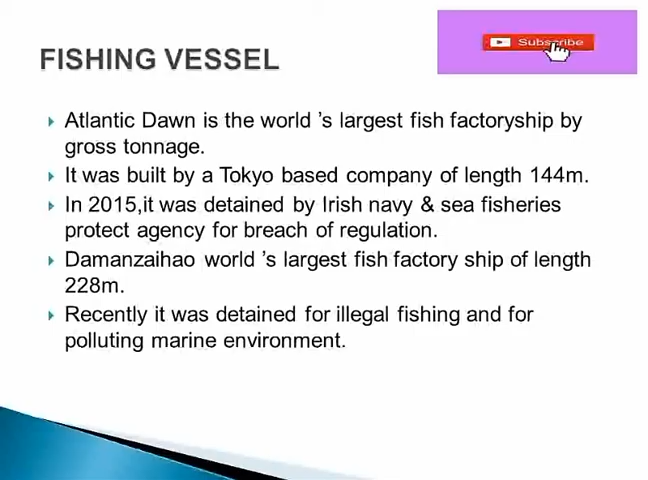 Subscribe
FISHING VESSEL
Atlantic Dawn is the world 's largest fish factoryship by
gross tonnage.
It was built by a Tokyo based company of length 144m.
In 2015,it was detained by Irish navy & sea fisheries
protect agency for breach of regulation.
Damanzaihao world 's largest fish factory ship of length
228m.
Recently it was detained for illegal fishing and for
polluting marine environment.